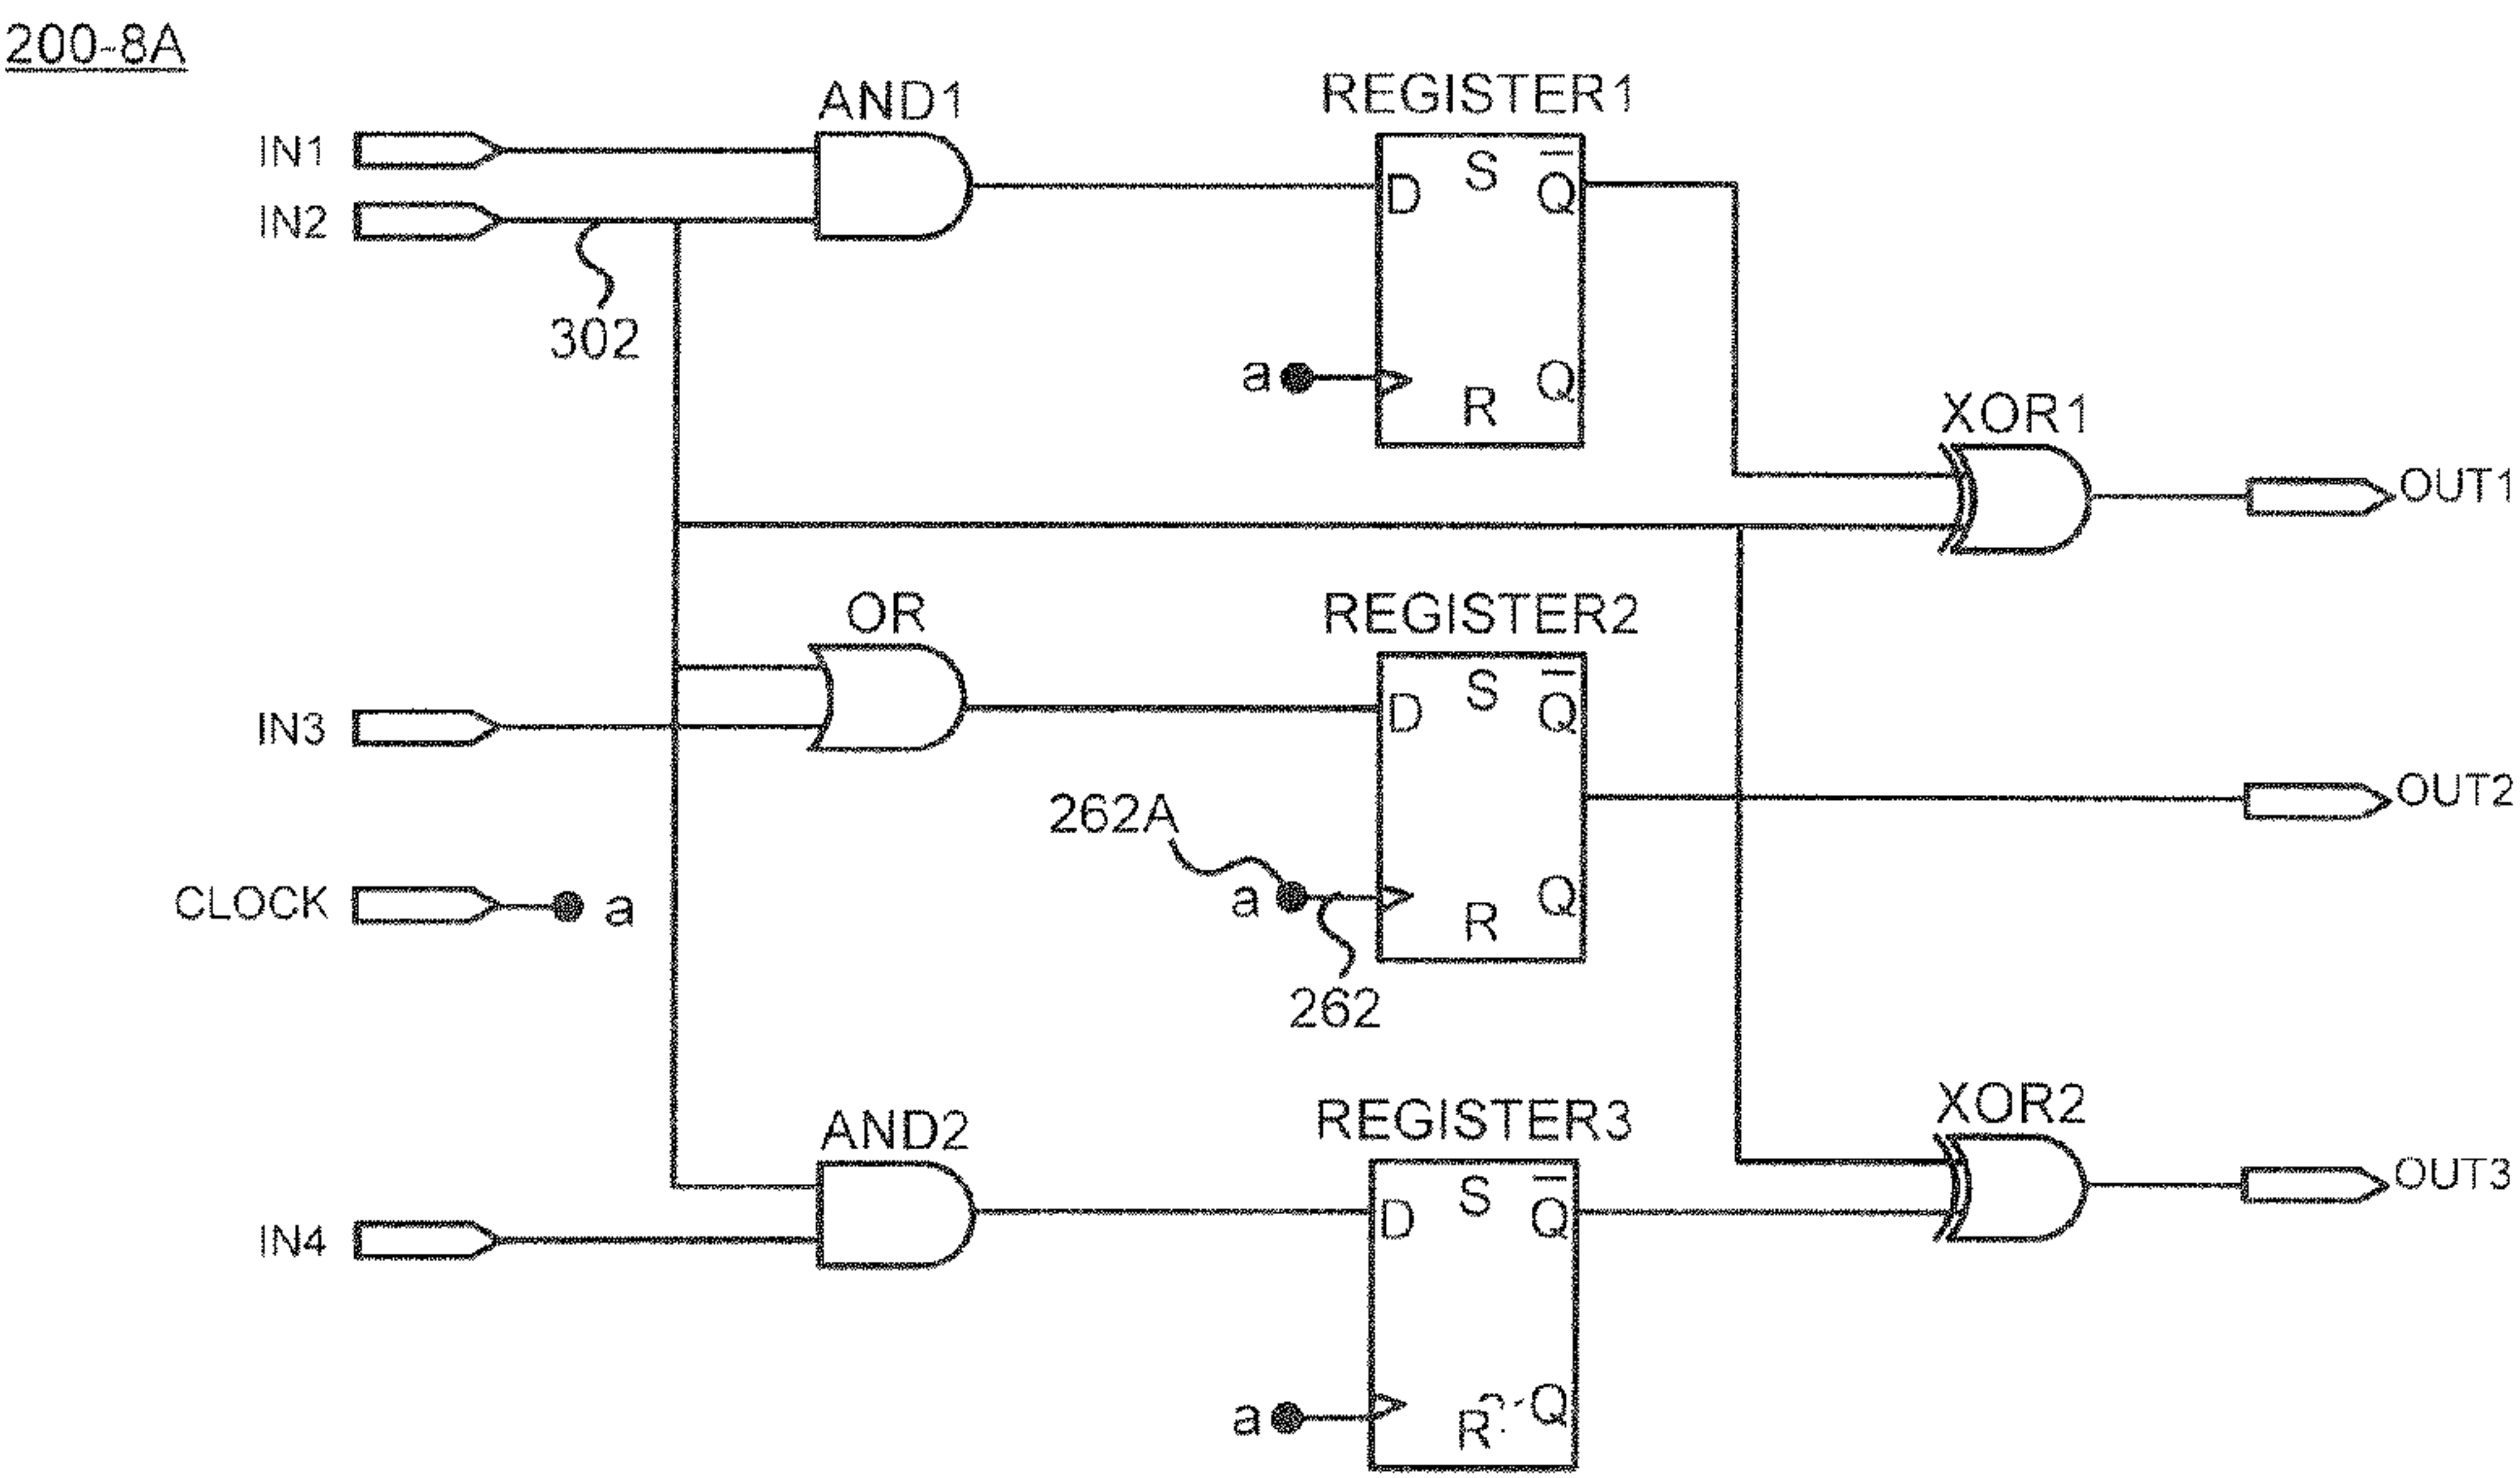 200-8A
AND1
REGISTER1
IN1
IN2
D S Q̅
302
a
R Q
XOR1
OUT1
OR
REGISTER2
D S Q̅
IN3
262A
OUT2
CLOCK a
a
R Q
262
AND2
REGISTER3
XOR2
D S Q̅
OUT3
IN4
a
R Q